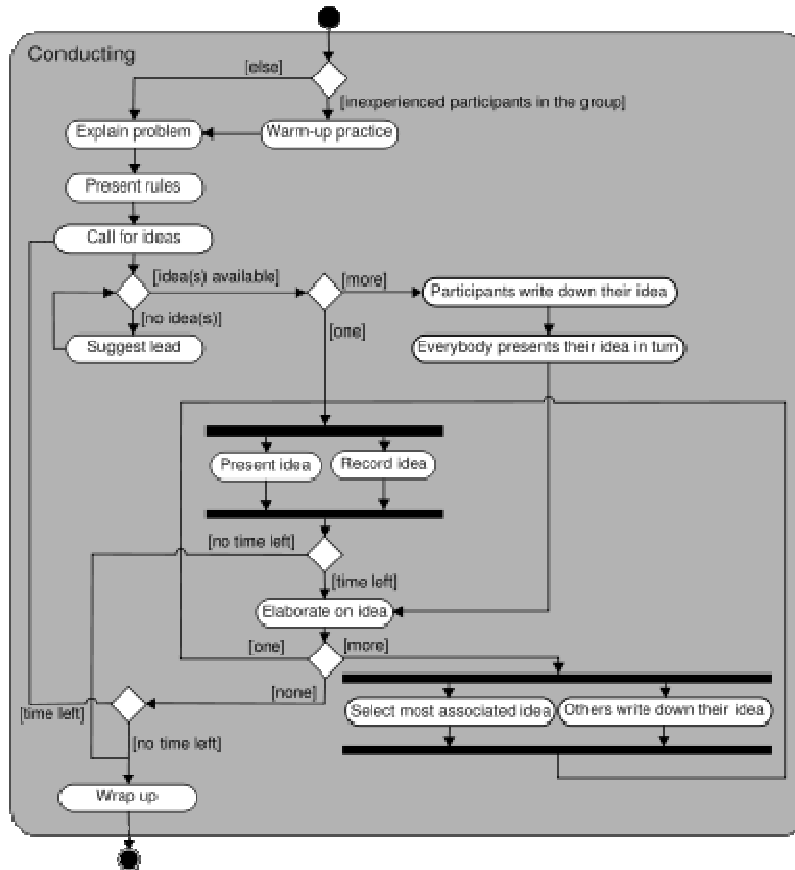 Conducting
[else]
[inexperienced participants in the group]
Explain problem
Warm-up practice
Present rules
Call for ideas
[idea(s) available]
[more]
Participants write down their idea
[no idea(s)]
[one]
Suggest lead
Everybody presents their idea in turn
Present idea
Record idea
[no time left]
[time left]
Elaborate on idea
[one]
[more]
[none]
Select most associated idea
Others write down their idea
[time left]
[no time left]
Wrap up